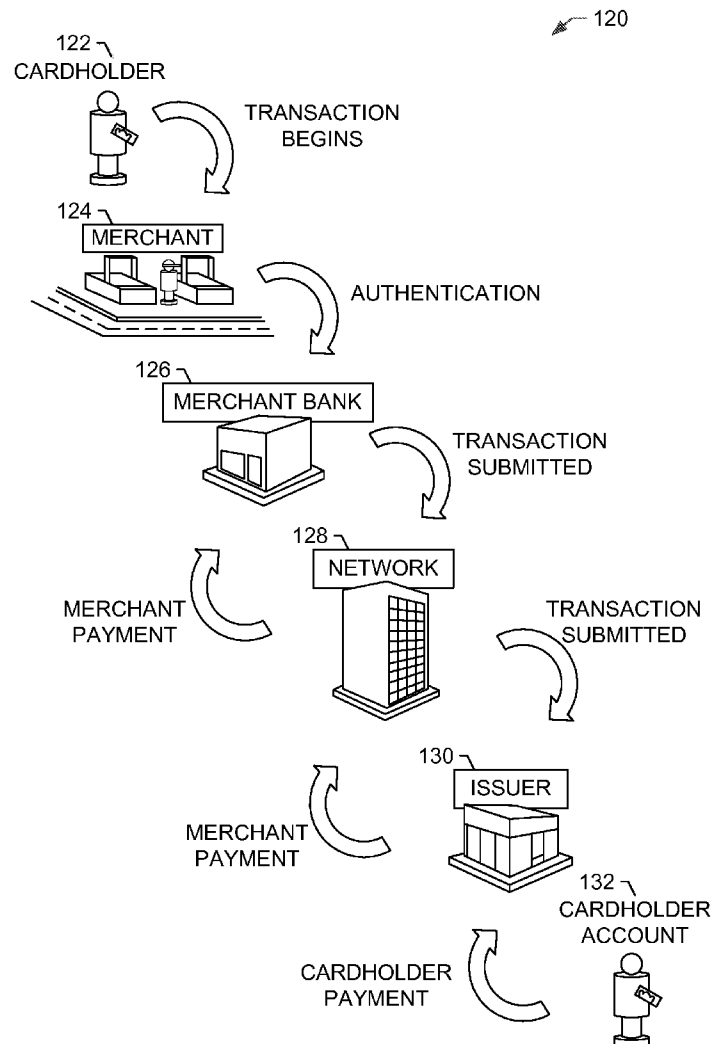 120
122
CARDHOLDER
TRANSACTION
BEGINS
124
MERCHANT
AUTHENTICATION
126
MERCHANT BANK
TRANSACTION
SUBMITTED
128
NETWORK
MERCHANT
PAYMENT
TRANSACTION
SUBMITTED
130
ISSUER
MERCHANT
PAYMENT
132
CARDHOLDER
ACCOUNT
CARDHOLDER
PAYMENT